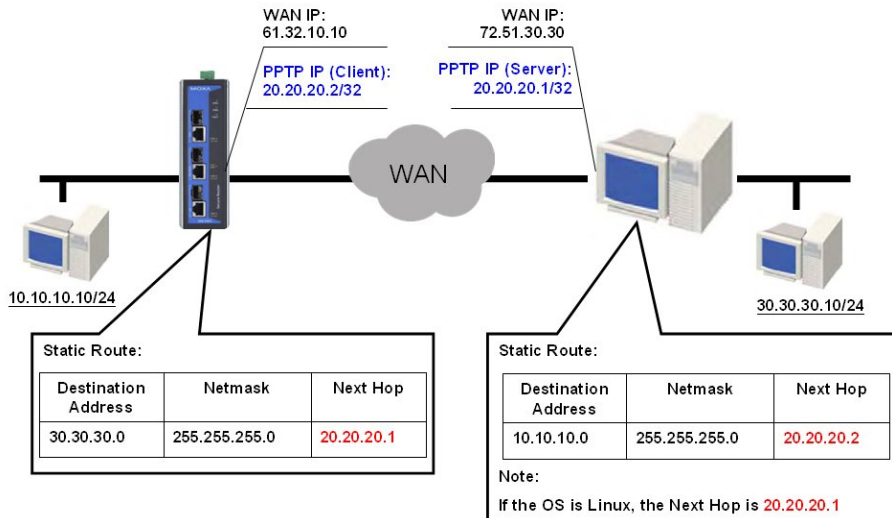 WAN IP:
61.32.10.10
PPTP IP (Client):
20.20.20.2/32
WAN IP:
72.51.30.30
PPTP IP (Server):
20.20.20.1/32
MOXA
WAN
10.10.10.10/24
30.30.30.10/24
Static Route:
Destination Address Netmask Next Hop
30.30.30.0 255.255.255.0 20.20.20.1
Static Route:
Destination Address Netmask Next Hop
10.10.10.0 255.255.255.0 20.20.20.2
Note:
If the OS is Linux, the Next Hop is 20.20.20.1